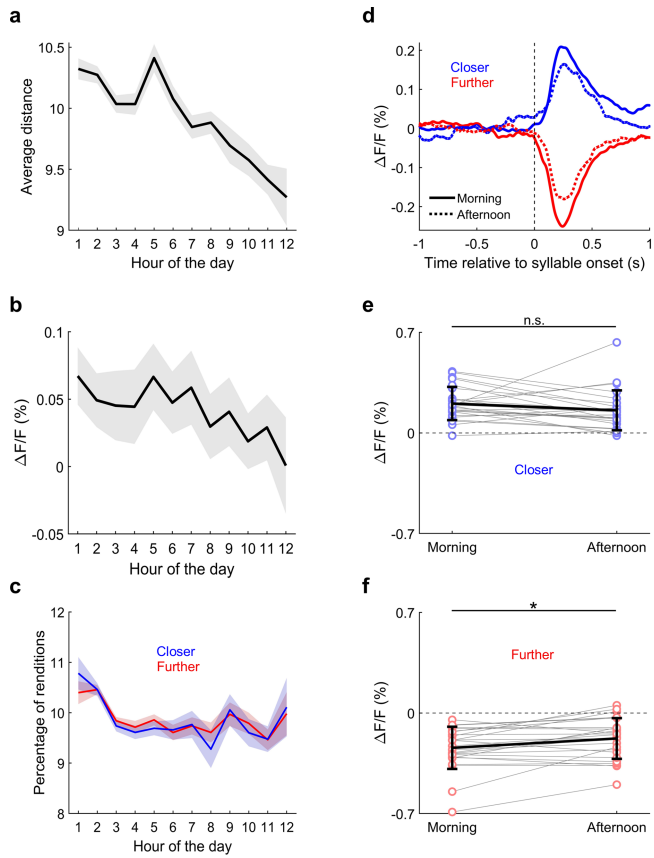 a
10.5
10
9.5
9
Average distance
1 2 3 4 5 6 7 8 9 10 11 12
Hour of the day
b
0.1
0.05
0
-0.05
ΔF/F (%)
1 2 3 4 5 6 7 8 9 10 11 12
Hour of the day
c
12
11
10
9
8
Percentage of renditions
Closer
Further
1 2 3 4 5 6 7 8 9 10 11 12
Hour of the day
d
0.2
0.1
0
-0.1
-0.2
ΔF/F (%)
Closer
Further
Morning
Afternoon
-1 -0.5 0 0.5 1
Time relative to syllable onset (s)
e
0.7
0
-0.7
ΔF/F (%)
n.s.
Closer
Morning Afternoon
f
0.7
0
-0.7
ΔF/F (%)
*
Further
Morning Afternoon